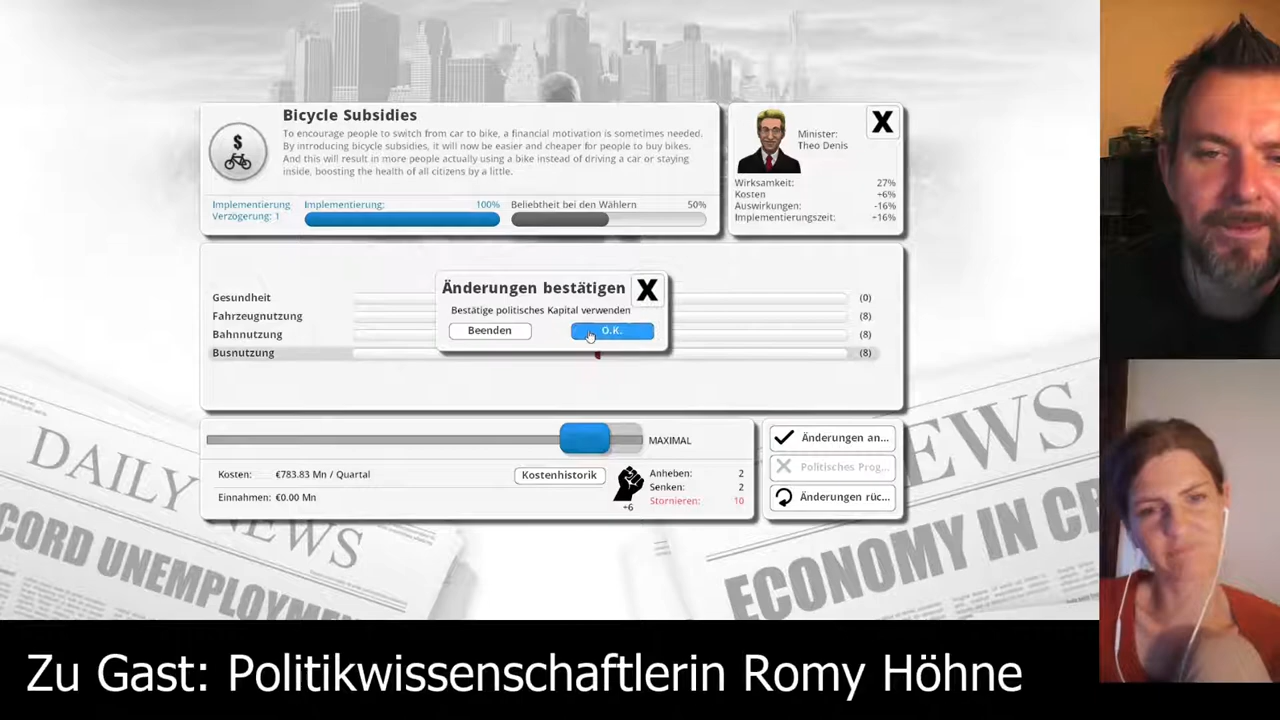 Bicycle Subsidies
To encourage people to switch from car to bike, a financial motivation is sometimes needed.
By introducing bicycle subsidies, it will now be easier and cheaper for people to buy bikes.
And this will result in more people actually using a bike instead of driving a car or staying
inside, boosting the health of all citizens by a little.
Implementierung
Verzögerung: 1
Implementierung: 100%
Beliebtheit bei den Wählern 50%
X
Minister:
Theo Denis
Wirksamkeit: 27%
Kosten +6%
Auswirkungen: -16%
Implementierungszeit: +16%
Gesundheit (0)
Fahrzeugnutzung (8)
Bahnnutzung (8)
Busnutzung (8)
Änderungen bestätigen X
Bestätige politisches Kapital verwenden
Beenden O.K.
MAXIMAL
Kosten: €783.83 Mn / Quartal
Einnahmen: €0.00 Mn
Kostenhistorik
+6
Anheben: 2
Senken: 2
Stornieren: 10
Änderungen an...
Politisches Prog...
Änderungen rüc...
DAILY NEWS
CORD UNEMPLOYME
NEWS
ECONOMY IN CR
Zu Gast: Politikwissenschaftlerin Romy Höhne